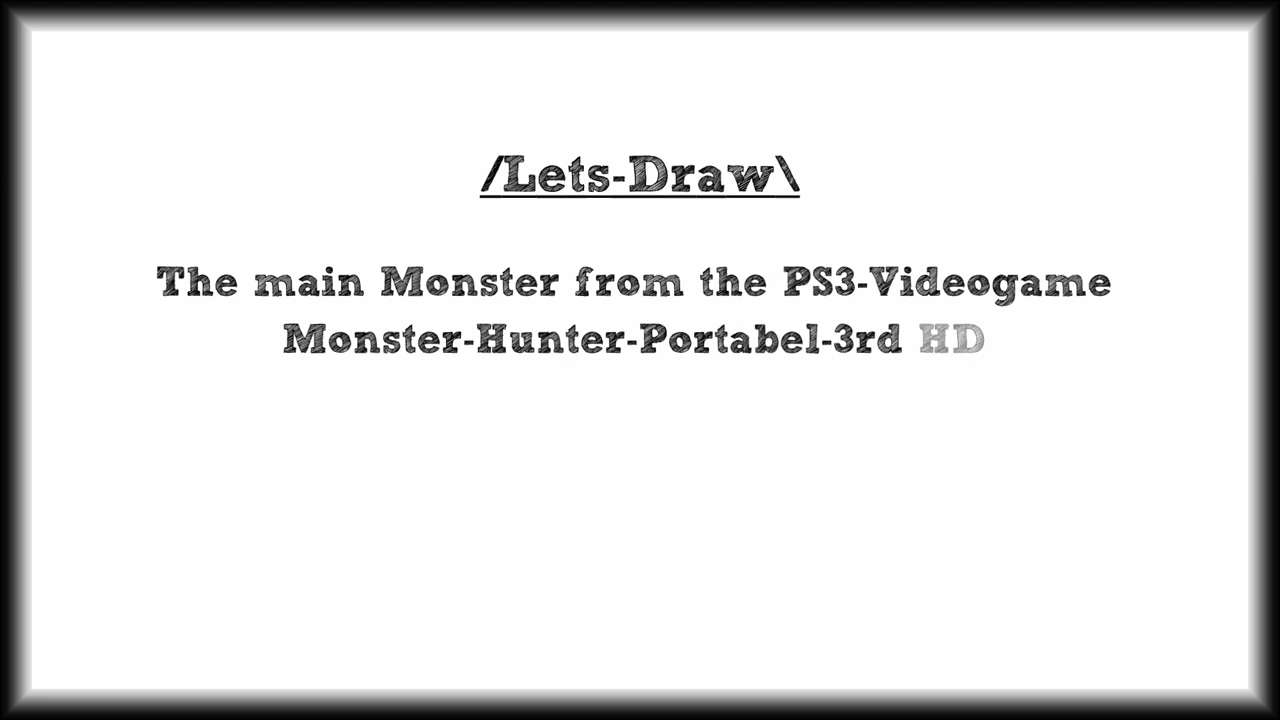 /Lets-Draw\
The main Monster from the PS3-Videogame
Monster-Hunter-Portabel-3rd HD